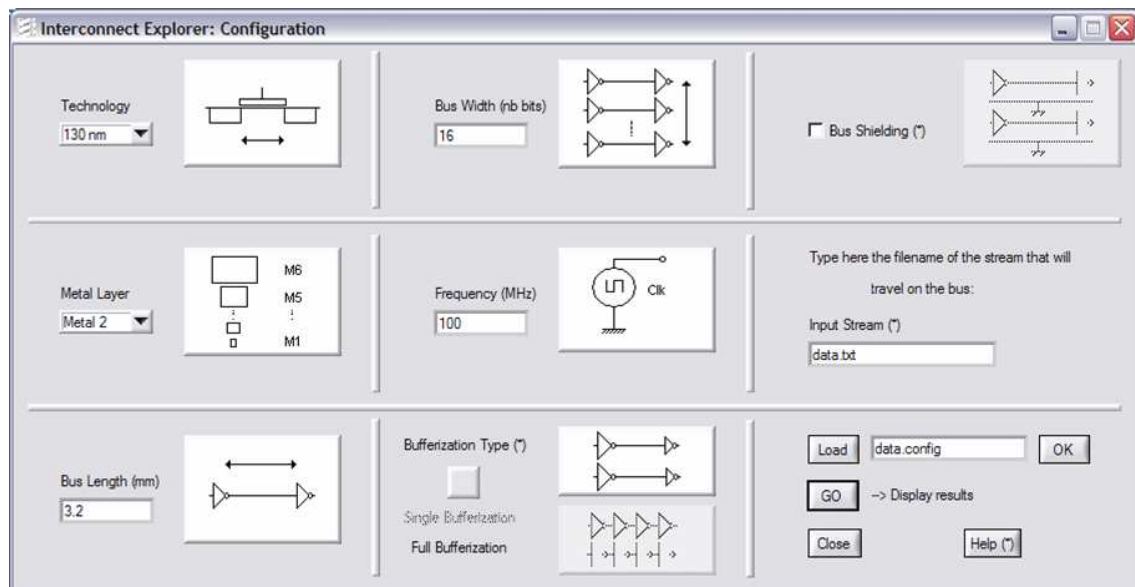 Interconnect Explorer: Configuration
Technology
130 nm
Bus Width (nb bits)
16
Bus Shielding (*)
Metal Layer
Metal 2
M6
M5
M1
Frequency (MHz)
100
Clk
Type here the filename of the stream that will
travel on the bus:
Input Stream (*)
data.txt
Bus Length (mm)
3.2
Bufferization Type (*)
Single Bufferization
Full Bufferization
Load
data.config
OK
GO
--> Display results
Close
Help (*)